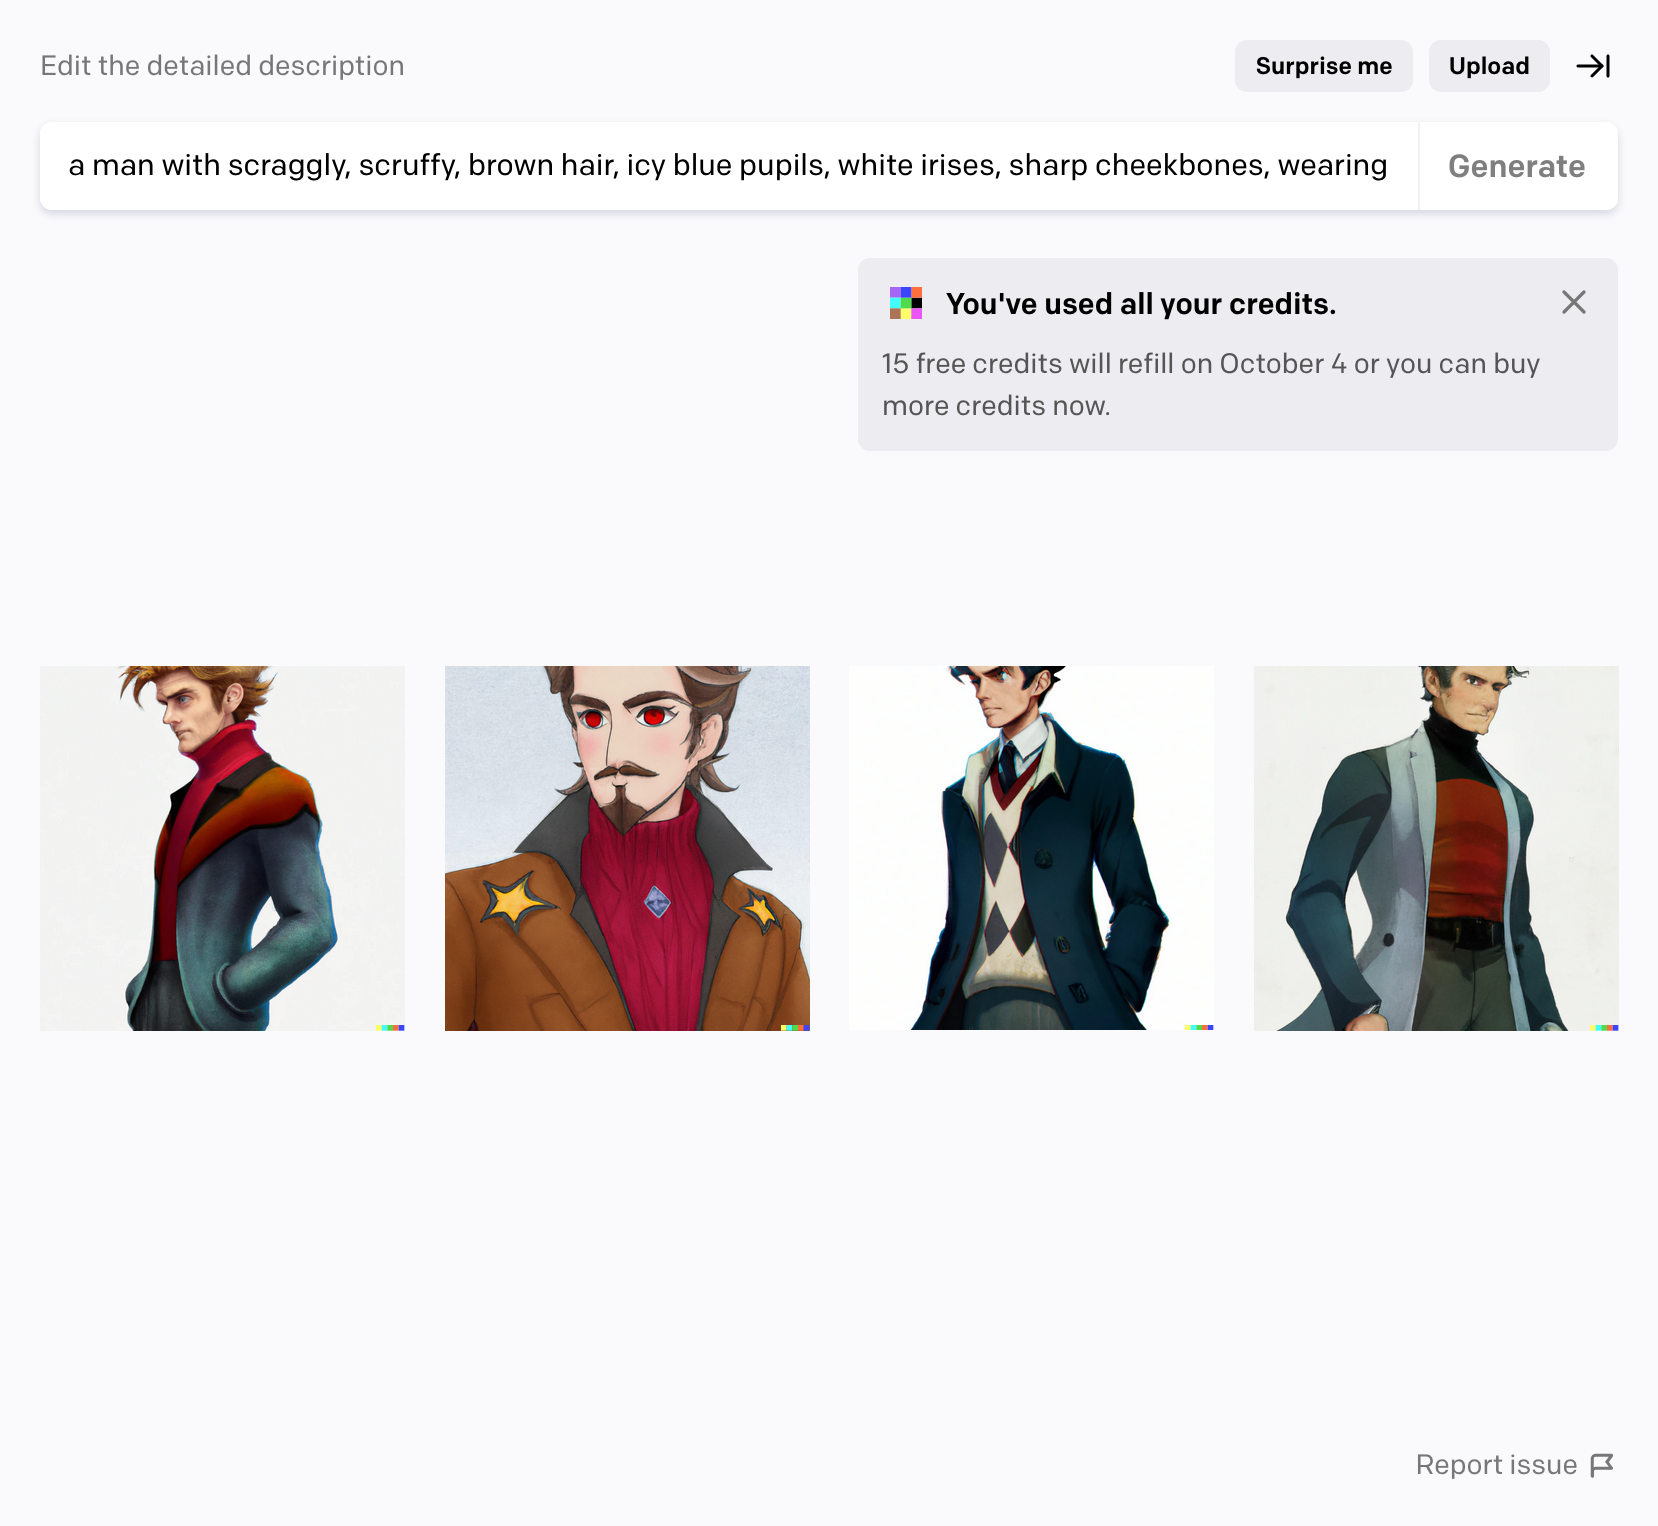 Edit the detailed description
Surprise me
Upload
a man with scraggly, scruffy, brown hair, icy blue pupils, white irises, sharp cheekbones, wearing
Generate
You've used all your credits.
15 free credits will refill on October 4 or you can buy
more credits now.
Report issue